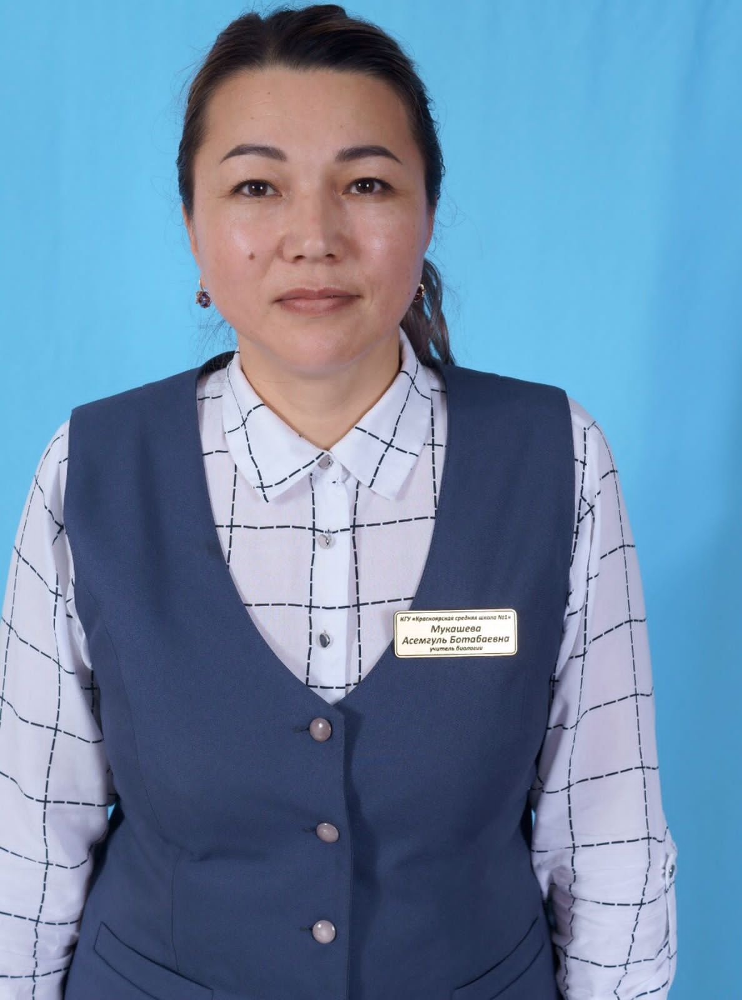 КГУ «Красноярская средняя школа №1»
Мукашева
Асемгуль Ботабаевна
учитель биологии